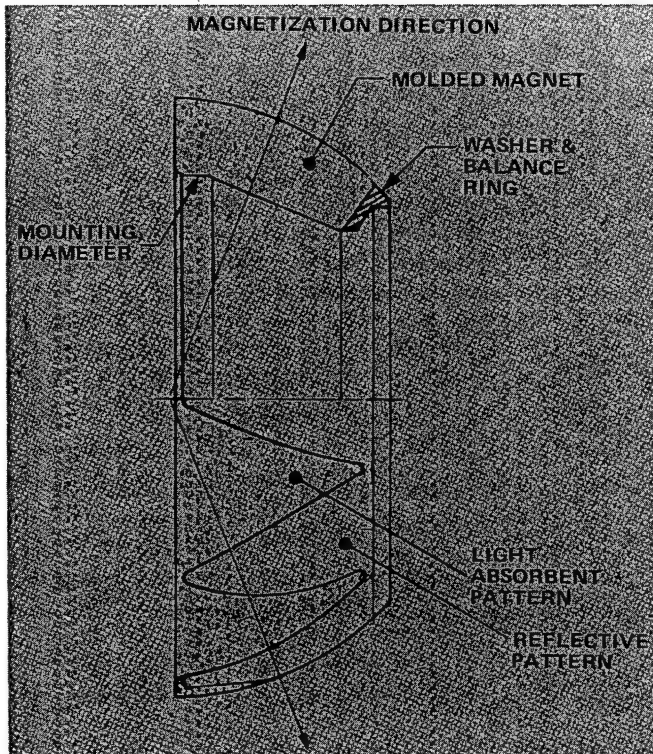 MAGNETIZATION DIRECTION
MOLDED MAGNET
WASHER &
BALANCE
RING
MOUNTING
DIAMETER
LIGHT
ABSORBENT
PATTERN
REFLECTIVE
PATTERN